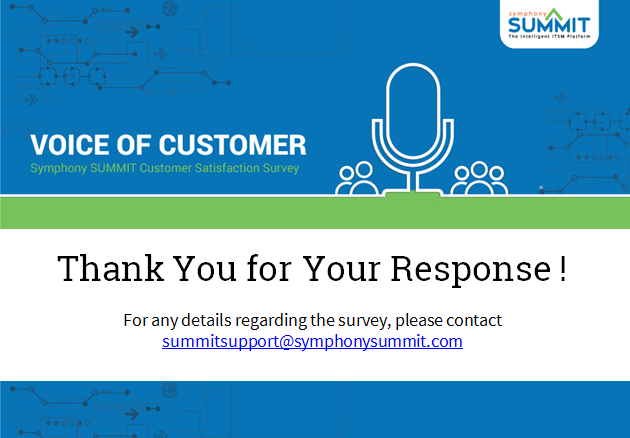 symphony
SUMMIT
The Intelligent ITSM Platform
VOICE OF CUSTOMER
Symphony SUMMIT Customer Satisfaction Survey
Thank You for Your Response !
For any details regarding the survey, please contact
summitsupport@symphonysummit.com